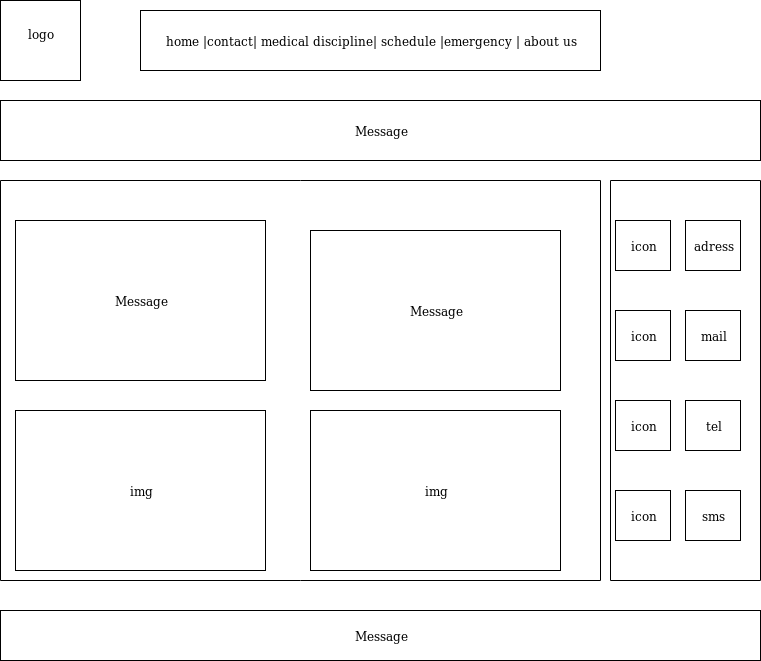 logo
home |contact| medical discipline| schedule |emergency | about us
Message
Message
Message
img
img
icon
adress
icon
mail
icon
tel
icon
sms
Message